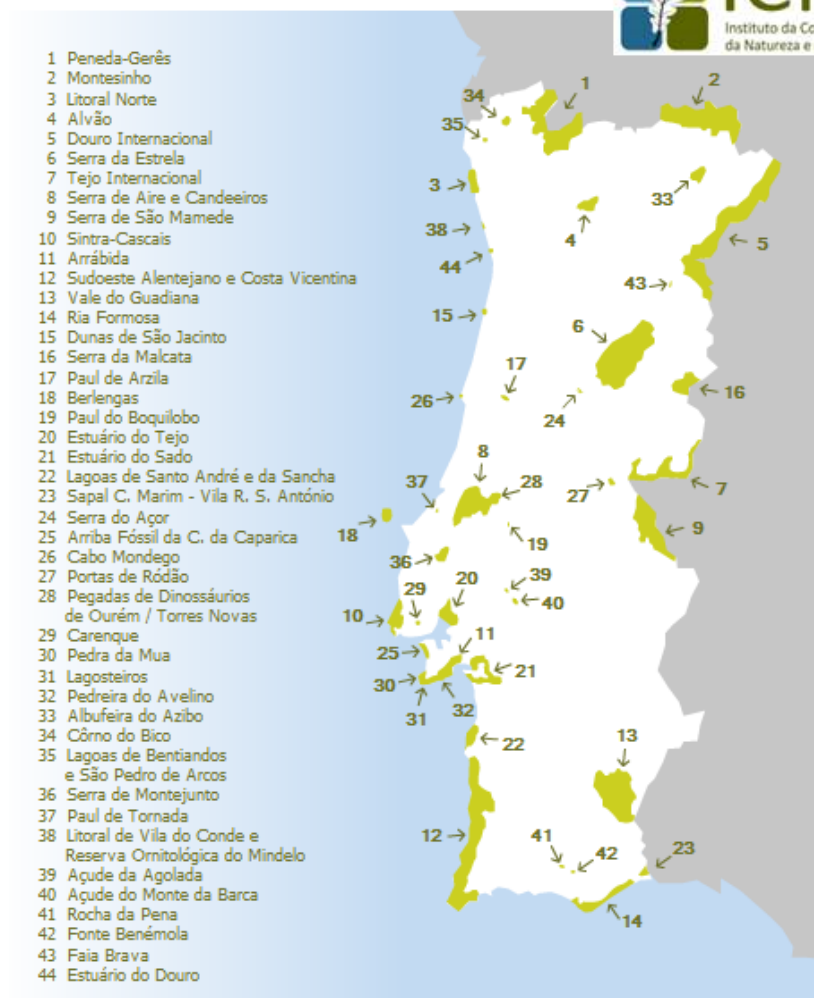 Instituto da Co
da Natureza e
1 Peneda-Gerês
2 Montesinho
3 Litoral Norte
4 Alvão
5 Douro Internacional
6 Serra da Estrela
7 Tejo Internacional
8 Serra de Aire e Candeeiros
9 Serra de São Mamede
10 Sintra-Cascais
11 Arrábida
12 Sudoeste Alentejano e Costa Vicentina
13 Vale do Guadiana
14 Ria Formosa
15 Dunas de São Jacinto
16 Serra da Malcata
17 Paul de Arzila
18 Berlengas
19 Paul do Boquilobo
20 Estuário do Tejo
21 Estuário do Sado
22 Lagoas de Santo André e da Sancha
23 Sapal C. Marim - Vila R. S. António
24 Serra do Açor
25 Arriba Fóssil da C. da Caparica
26 Cabo Mondego
27 Portas de Ródão
28 Pegadas de Dinossáurios
de Ourém / Torres Novas
29 Carenque
30 Pedra da Mua
31 Lagosteiros
32 Pedreira do Avelino
33 Albufeira do Azibo
34 Côrno do Bico
35 Lagoas de Bentiandos
e São Pedro de Arcos
36 Serra de Montejunto
37 Paul de Tornada
38 Litoral de Vila do Conde e
Reserva Ornitológica do Mindelo
39 Açude da Agolada
40 Açude do Monte da Barca
41 Rocha da Pena
42 Fonte Benémola
43 Faia Brava
44 Estuário do Douro
1
2
34
35
3
33
38
4
5
44
43
15
6
17
16
26
24
8
37
28
27
7
18
9
19
36
39
29
20
40
10
11
25
21
30
31
32
22
13
12
41
42
23
14